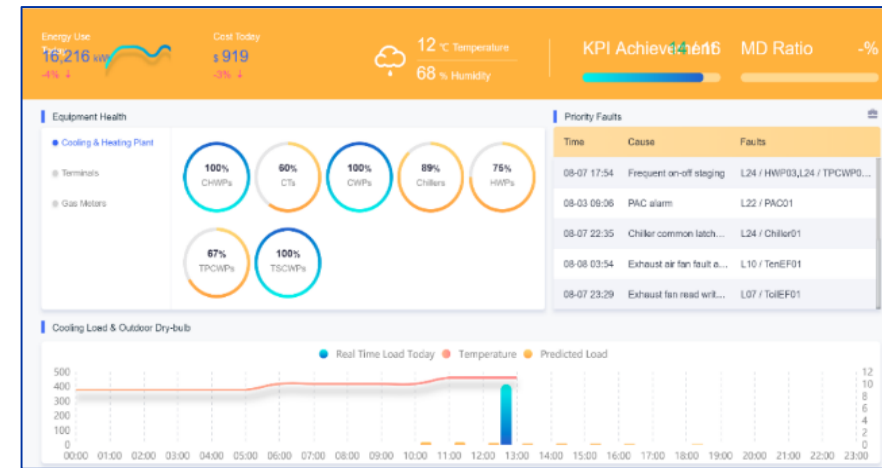 Energy Use
Today
16,216 kWh
-4% ↓
Cost Today
$ 919
-3% ↓
12 ℃ Temperature
68 % Humidity
KPI Achievement
14 / 16
MD Ratio
-%
Equipment Health
Cooling & Heating Plant
Terminals
Gas Meters
100%
CHWPs
60%
CTs
100%
CWPs
89%
Chillers
75%
HWPs
67%
TPCWPs
100%
TSCWPs
Priority Faults
Time Cause Faults
08-07 17:54 Frequent on-off staging L24 / HWP03,L24 / TPCWP0...
08-03 09:06 PAC alarm L22 / PAC01
08-07 22:35 Chiller common latch... L24 / Chiller01
08-08 03:54 Exhaust air fan fault a... L10 / TenEF01
08-07 23:29 Exhaust fan read writ... L07 / ToilEF01
Cooling Load & Outdoor Dry-bulb
Real Time Load Today Temperature Predicted Load
500
400
300
200
100
0
12
10
8
6
4
2
0
00:00 01:00 02:00 03:00 04:00 05:00 06:00 07:00 08:00 09:00 10:00 11:00 12:00 13:00 14:00 15:00 16:00 17:00 18:00 19:00 20:00 21:00 22:00 23:00